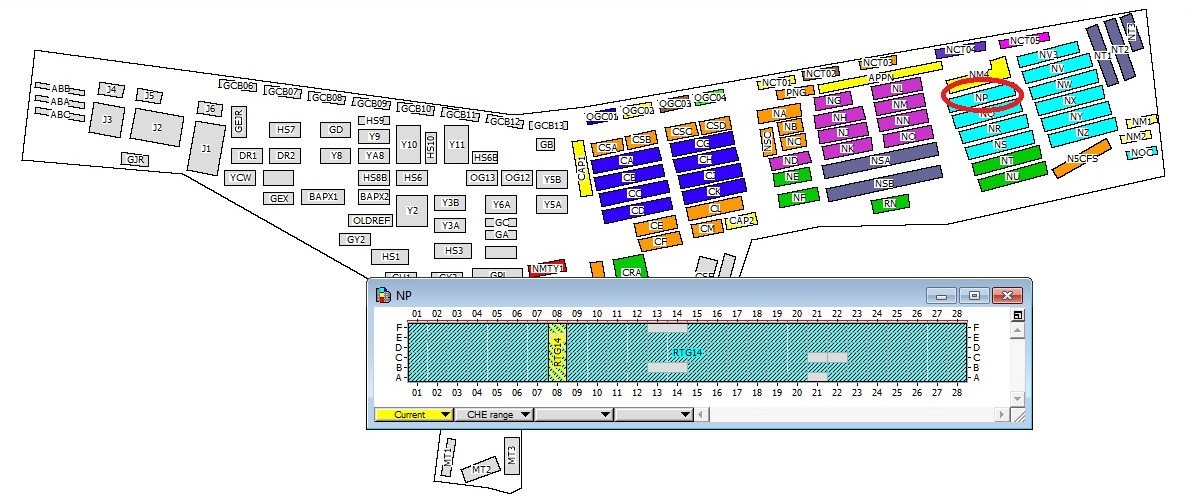 ABB
ABA
ABC
J4
J5
J3
J2
J6
J1
GJR
GEJR
GCB06
GCB07
GCB08
GCB09
GCB10
GCB11
GCB12
GCB13
HS7
GD
HS9
Y9
Y10
HS10
Y11
HS6B
GB
DR1
DR2
Y8
YA8
YCW
HS8B
HS6
OG13
OG12
Y5B
GEX
BAPX1
BAPX2
Y2
Y3B
Y6A
Y5A
OLDREF
Y3A
GC
GA
GY2
HS1
HS3
GPL
NMTY1
CRA
OGC01
OGC02
OGC03
OGC04
CAP1
CSA
CSB
CSC
CSD
CA
CB
CC
CD
CE
CF
CG
CH
CJ
CK
CL
CM
CAP2
NCT01
NCT02
NCT03
NCT04
NCT05
PNG
APPN
NA
NB
NC
NSC
ND
NE
NF
NG
NH
NJ
NK
NL
NM
NN
NO
NSA
NSB
RN
NM4
NP
NQ
NR
NS
NT
NU
NV3
NV
NW
NX
NY
NZ
NT1
NT2
NT3
NM1
NM2
NOC
NSCFS
NP
01 02 03 04 05 06 07 08 09 10 11 12 13 14 15 16 17 18 19 20 21 22 23 24 25 26 27 28
F F
E E
D D
C C
B B
A A
RTG14
RTG14
01 02 03 04 05 06 07 08 09 10 11 12 13 14 15 16 17 18 19 20 21 22 23 24 25 26 27 28
Current CHE range
MT1
MT2
MT3